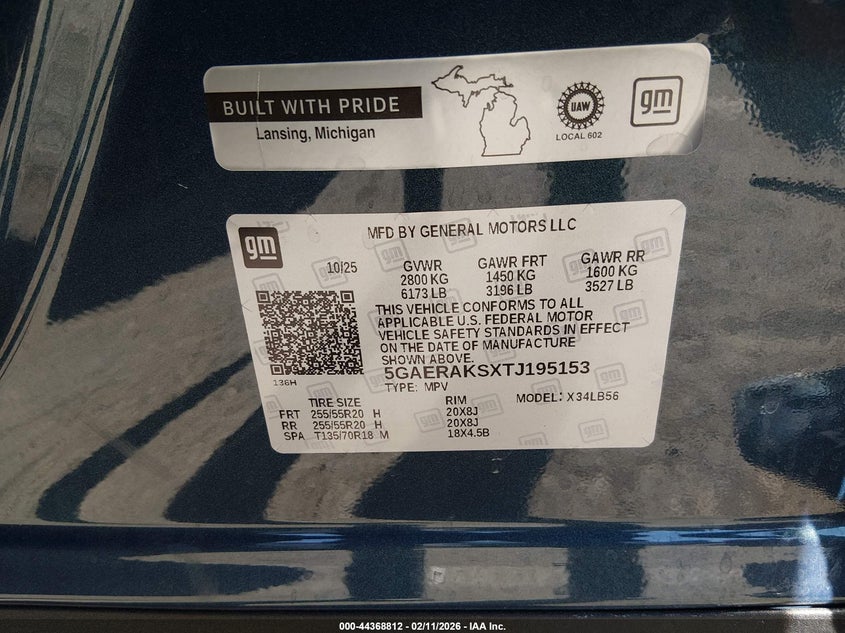 BUILT WITH PRIDE
Lansing, Michigan
UAW
LOCAL 602
gm
gm
MFD BY GENERAL MOTORS LLC
10/25
GVWR GAWR FRT GAWR RR
2800 KG 1450 KG 1600 KG
6173 LB 3196 LB 3527 LB
THIS VEHICLE CONFORMS TO ALL
APPLICABLE U.S. FEDERAL MOTOR
VEHICLE SAFETY STANDARDS IN EFFECT
ON THE DATE OF MANUFACTURE
SHOWN ABOVE.
136H
5GAERAKSXTJ195153
TYPE: MPV MODEL: X34LB56
TIRE SIZE RIM
FRT 255/55R20 H 20X8J
RR 255/55R20 H 20X8J
SPA T135/70R18 M 18X4.5B
000-44368812 - 02/11/2026 - IAA Inc.